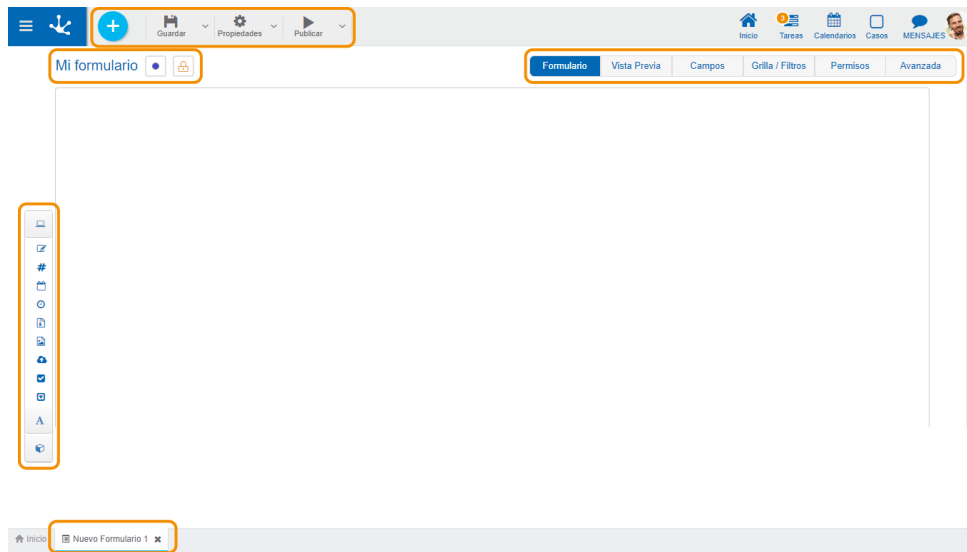 Guardar Propiedades Publicar
3
Inicio Tareas Calendarios Casos MENSAJES
Mi formulario
Formulario Vista Previa Campos Grilla / Filtros Permisos Avanzada
#
A
Inicio Nuevo Formulario 1